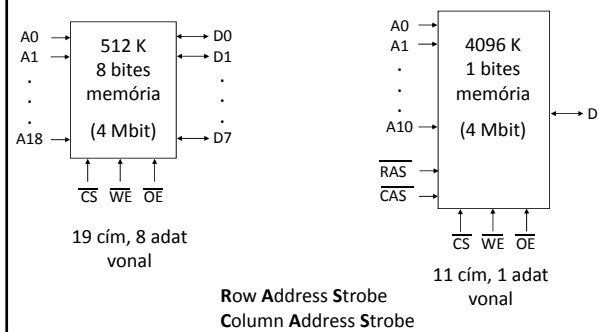 A0
A1
.
.
.
A18
512 K
8 bites
memória
(4 Mbit)
D0
D1
.
.
.
D7
CS WE OE
19 cím, 8 adat
vonal
A0
A1
.
.
.
A10
RAS
CAS
4096 K
1 bites
memória
(4 Mbit)
D
CS WE OE
11 cím, 1 adat
vonal
Row Address Strobe
Column Address Strobe